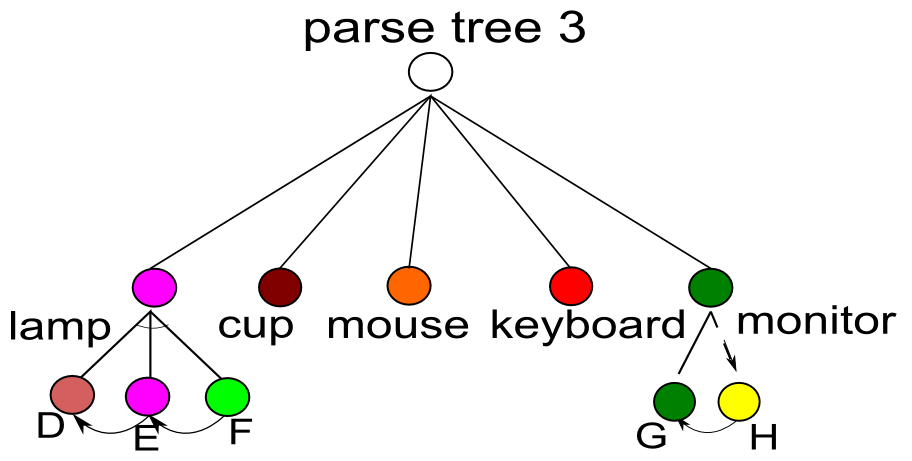 parse tree 3
lamp cup mouse keyboard monitor
D E F G H